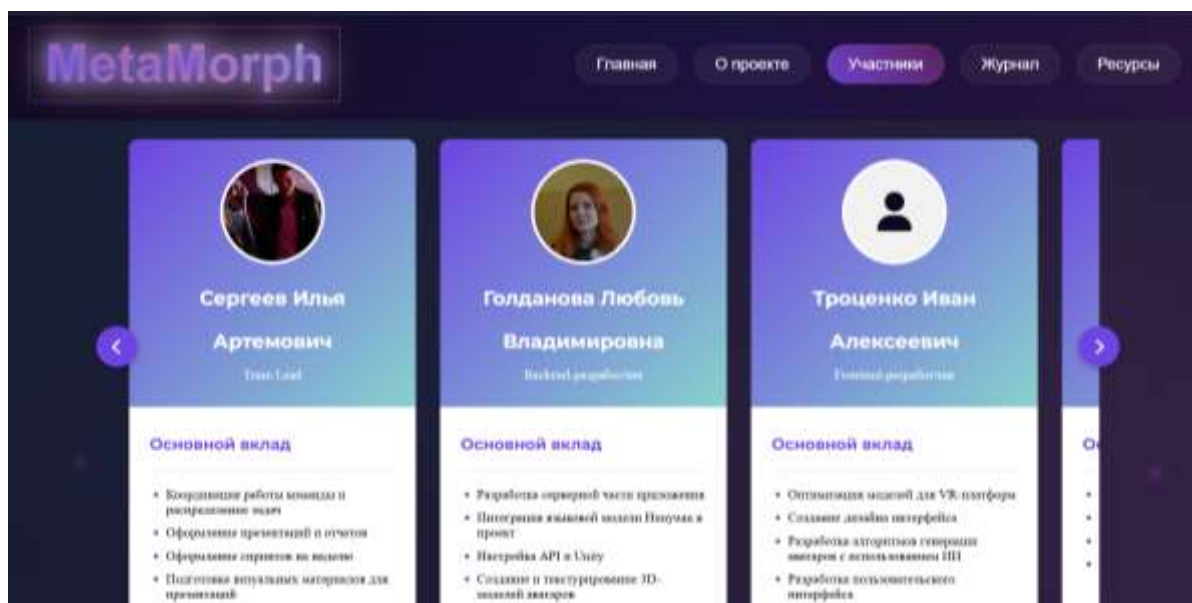 MetaMorph
Главная
О проекте
Участники
Журнал
Ресурсы
Сергеев Илья
Артемович
Team Lead
Основной вклад
• Координация работы команды и
распределение задач
• Оформление презентаций и отчетов
• Оформление спринтов на неделю
• Подготовка визуальных материалов для
презентаций
Голданова Любовь
Владимировна
Backend-разработчик
Основной вклад
• Разработка серверной части приложения
• Интеграция языковой модели в
проект
• Настройка API и Unity
• Создание и текстурирование 3D-
моделей аватаров
Троценко Иван
Алексеевич
Frontend-разработчик
Основной вклад
• Оптимизация моделей для VR-платформ
• Создание дизайна интерфейса
• Разработка алгоритмов генерации
аватаров с использованием ИИ
• Разработка пользовательского
интерфейса